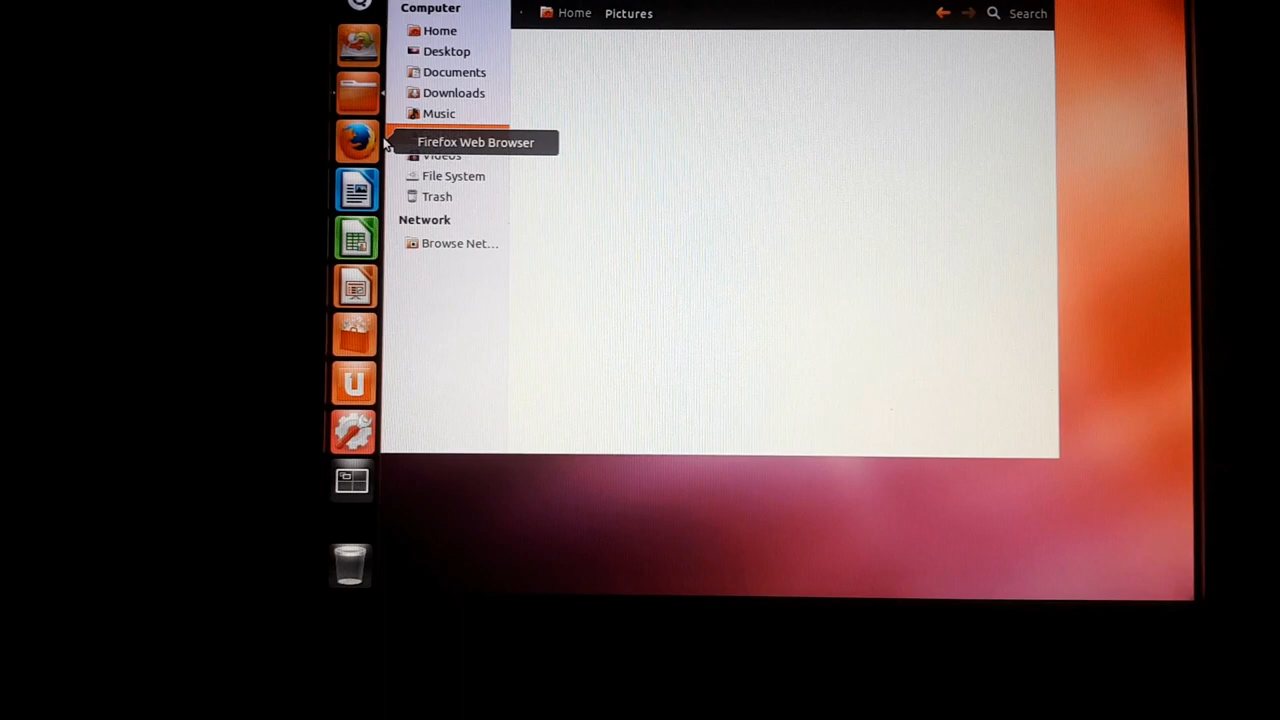 Computer
Home Pictures
Search
Home
Desktop
Documents
Downloads
Music
Firefox Web Browser
Videos
File System
Trash
Network
Browse Net...